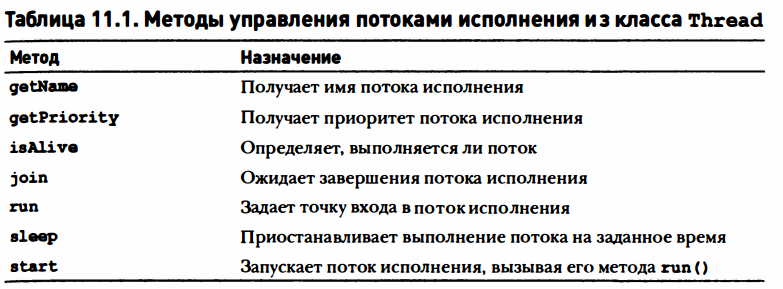 Таблица 11.1. Методы управления потоками исполнения из класса Thread
Метод Назначение
getName Получает имя потока исполнения
getPriority Получает приоритет потока исполнения
isAlive Определяет, выполняется ли поток
join Ожидает завершения потока исполнения
run Задает точку входа в поток исполнения
sleep Приостанавливает выполнение потока на заданное время
start Запускает поток исполнения, вызывая его метода run()